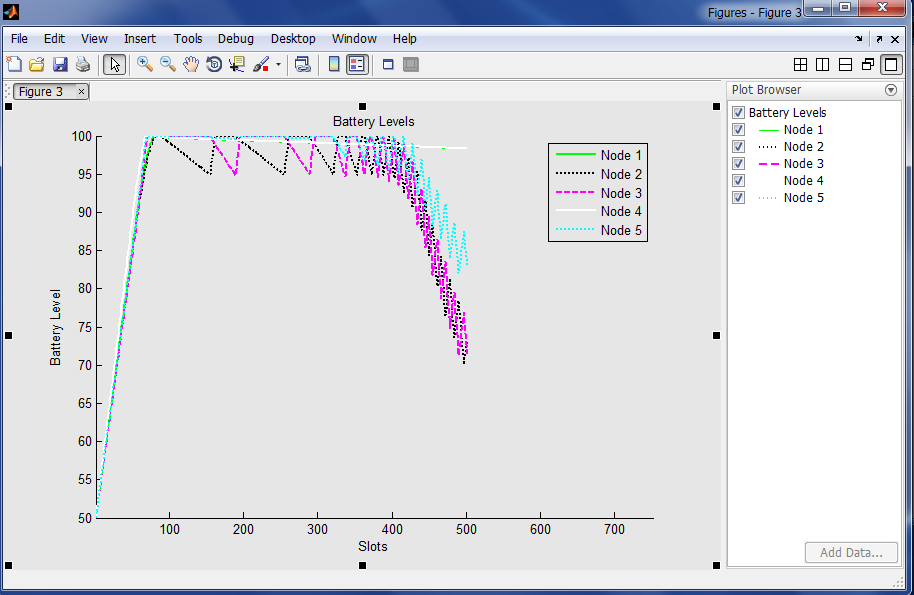 Figures - Figure 3
File Edit View Insert Tools Debug Desktop Window Help
Figure 3
Plot Browser
Battery Levels
Node 1
Node 2
Node 3
Node 4
Node 5
Battery Levels
100
95
90
85
80
75
70
65
60
55
50
Battery Level
100 200 300 400 500 600 700
Slots
Node 1
Node 2
Node 3
Node 4
Node 5
Add Data...